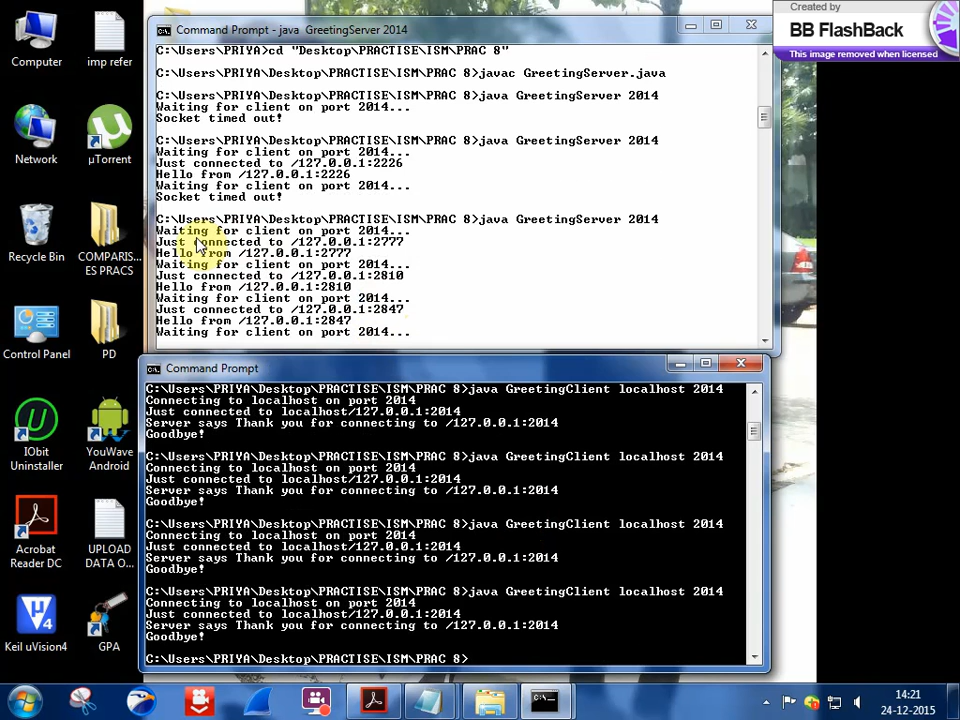 Created by
BB FlashBack
This image removed when licensed
Computer
imp refer
Network
µTorrent
Recycle Bin
COMPARIS...
ES PRACS
Control Panel
PD
IObit
Uninstaller
YouWave
Android
Acrobat
Reader DC
UPLOAD
DATA O...
Keil uVision4
GPA
Command Prompt - java  GreetingServer 2014
C:\Users\PRIYA>cd "Desktop\PRACTISE\ISM\PRAC 8"
C:\Users\PRIYA\Desktop\PRACTISE\ISM\PRAC 8>javac GreetingServer.java
C:\Users\PRIYA\Desktop\PRACTISE\ISM\PRAC 8>java GreetingServer 2014
Waiting for client on port 2014...
Socket timed out!
C:\Users\PRIYA\Desktop\PRACTISE\ISM\PRAC 8>java GreetingServer 2014
Waiting for client on port 2014...
Just connected to /127.0.0.1:2226
Hello from /127.0.0.1:2226
Waiting for client on port 2014...
Socket timed out!
C:\Users\PRIYA\Desktop\PRACTISE\ISM\PRAC 8>java GreetingServer 2014
Waiting for client on port 2014...
Just connected to /127.0.0.1:2777
Hello from /127.0.0.1:2777
Waiting for client on port 2014...
Just connected to /127.0.0.1:2810
Hello from /127.0.0.1:2810
Waiting for client on port 2014...
Just connected to /127.0.0.1:2847
Hello from /127.0.0.1:2847
Waiting for client on port 2014...
Command Prompt
C:\Users\PRIYA\Desktop\PRACTISE\ISM\PRAC 8>java GreetingClient localhost 2014
Connecting to localhost on port 2014
Just connected to localhost/127.0.0.1:2014
Server says Thank you for connecting to /127.0.0.1:2014
Goodbye!
C:\Users\PRIYA\Desktop\PRACTISE\ISM\PRAC 8>java GreetingClient localhost 2014
Connecting to localhost on port 2014
Just connected to localhost/127.0.0.1:2014
Server says Thank you for connecting to /127.0.0.1:2014
Goodbye!
C:\Users\PRIYA\Desktop\PRACTISE\ISM\PRAC 8>java GreetingClient localhost 2014
Connecting to localhost on port 2014
Just connected to localhost/127.0.0.1:2014
Server says Thank you for connecting to /127.0.0.1:2014
Goodbye!
C:\Users\PRIYA\Desktop\PRACTISE\ISM\PRAC 8>java GreetingClient localhost 2014
Connecting to localhost on port 2014
Just connected to localhost/127.0.0.1:2014
Server says Thank you for connecting to /127.0.0.1:2014
Goodbye!
C:\Users\PRIYA\Desktop\PRACTISE\ISM\PRAC 8>
14:21
24-12-2015